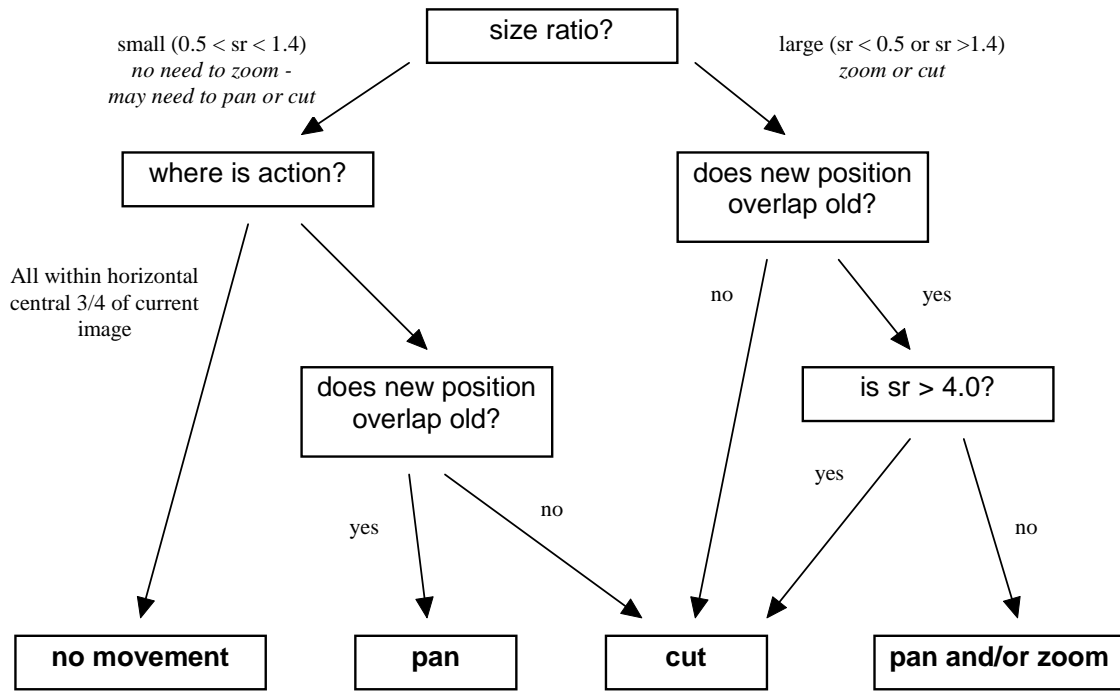 size ratio?
small (0.5 < sr < 1.4)
no need to zoom -
may need to pan or cut
large (sr < 0.5 or sr >1.4)
zoom or cut
where is action?
does new position
overlap old?
All within horizontal
central 3/4 of current
image
no
yes
does new position
overlap old?
is sr > 4.0?
yes
no
yes
no
no movement
pan
cut
pan and/or zoom